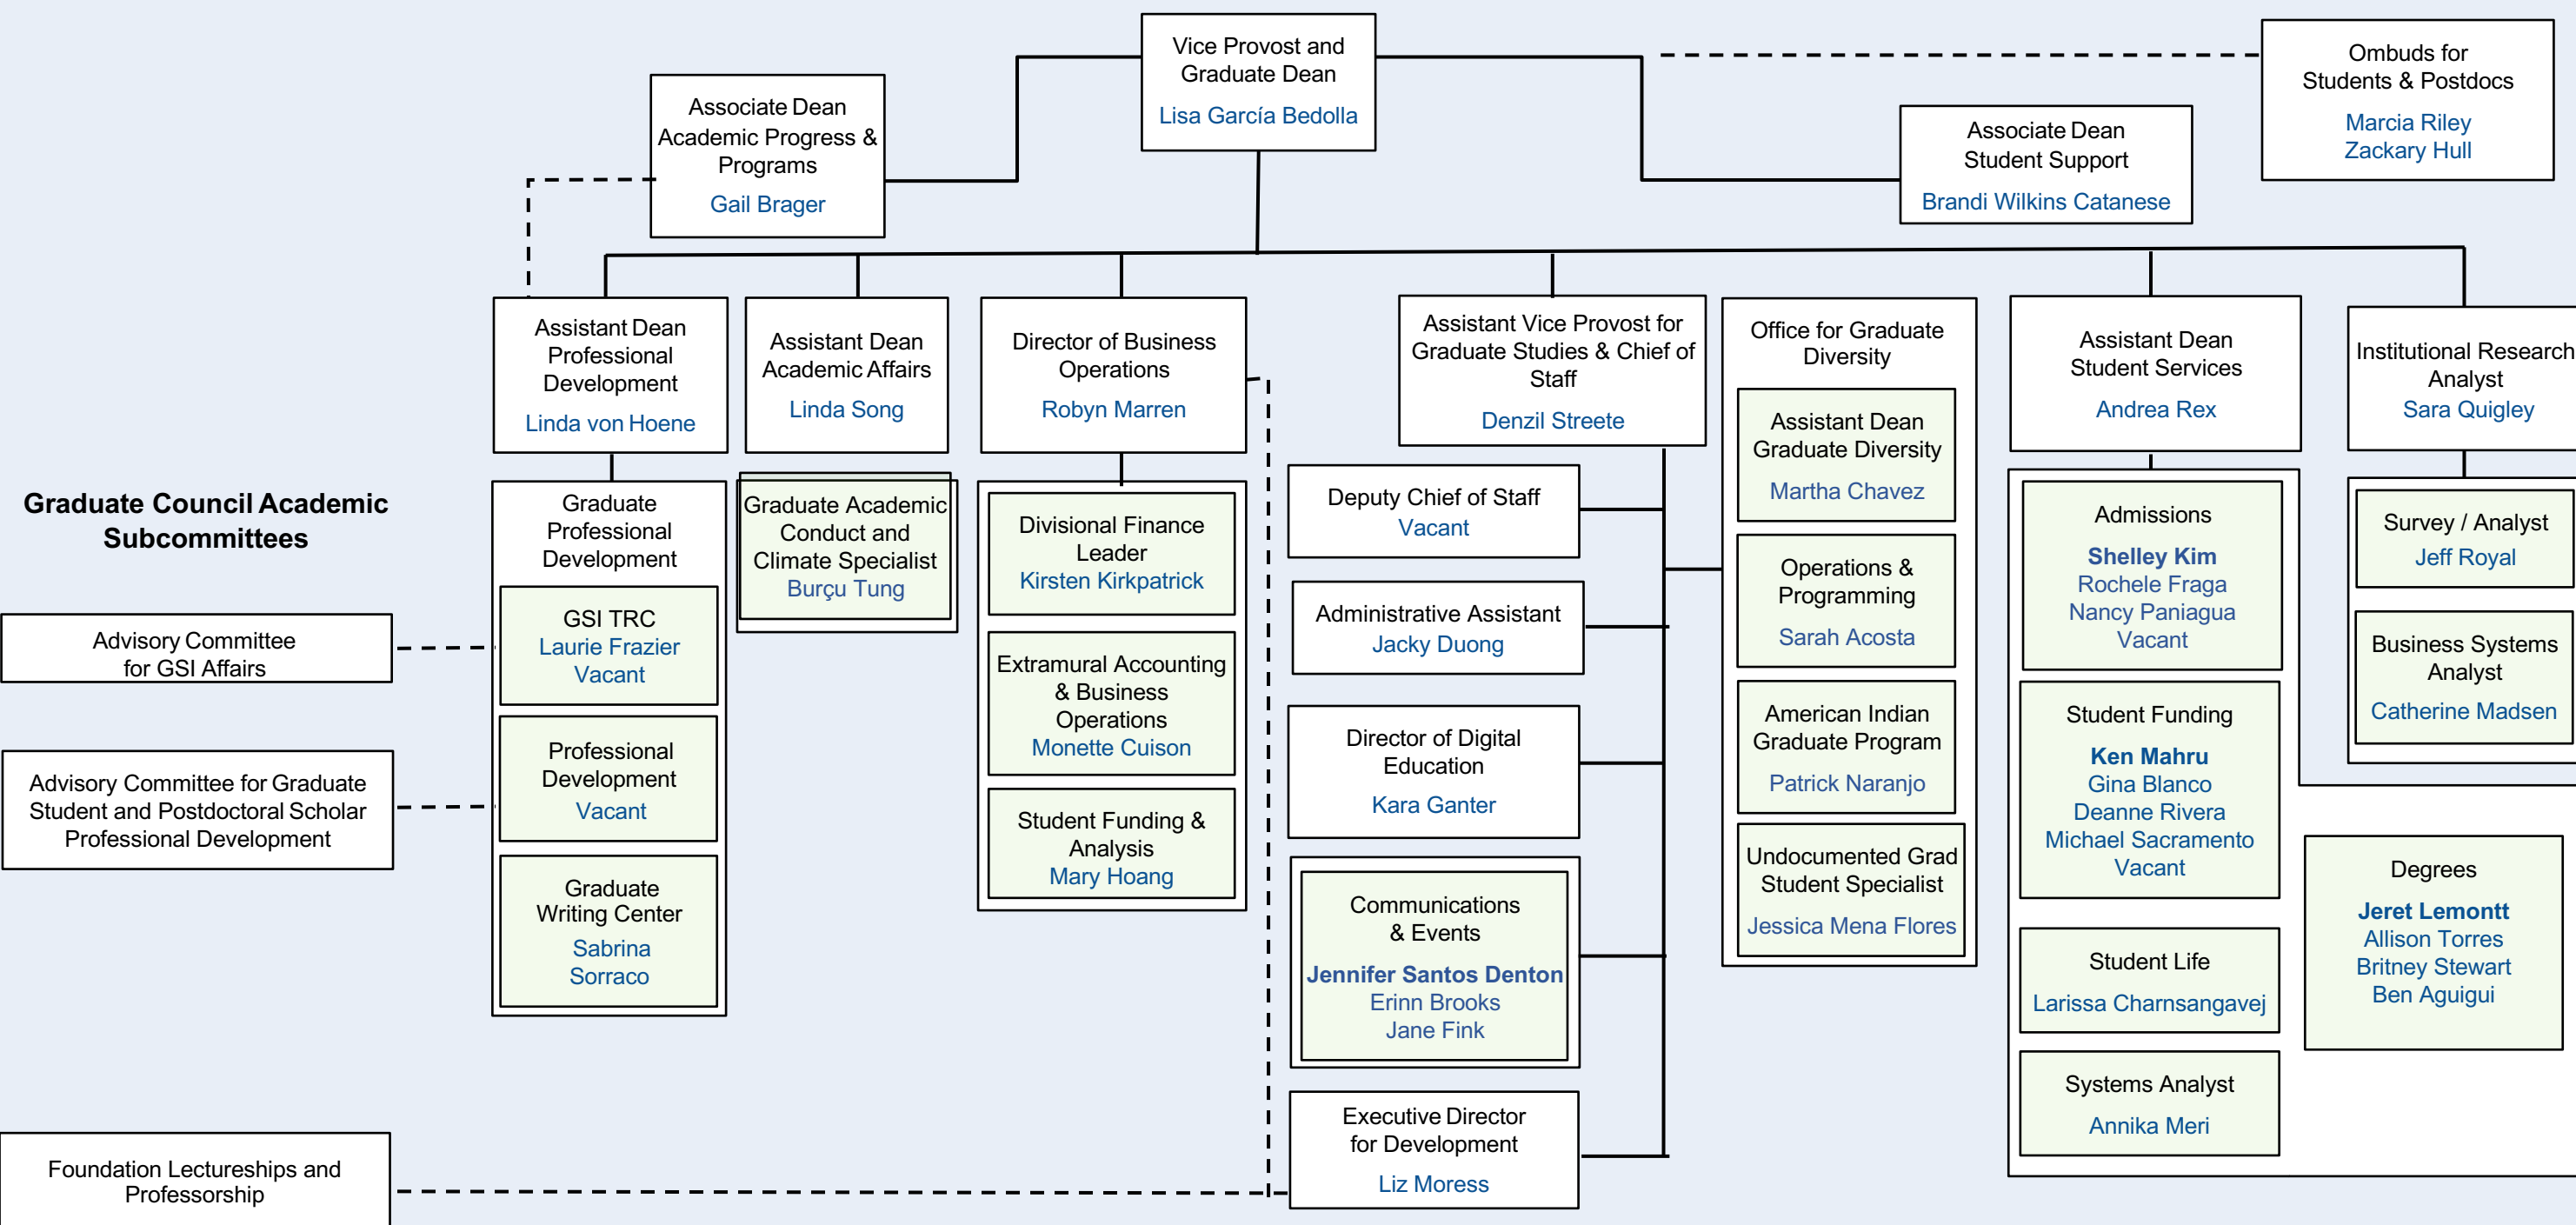 Vice Provost and
Graduate Dean
Lisa García Bedolla
Ombuds for
Students & Postdocs
Marcia Riley
Zackary Hull
Associate Dean
Academic Progress &
Programs
Gail Brager
Associate Dean
Student Support
Brandi Wilkins Catanese
Assistant Dean
Professional
Development
Linda von Hoene
Assistant Dean
Academic Affairs
Linda Song
Director of Business
Operations
Robyn Marren
Assistant Vice Provost for
Graduate Studies & Chief of
Staff
Denzil Streete
Office for Graduate
Diversity
Assistant Dean
Graduate Diversity
Martha Chavez
Operations &
Programming
Sarah Acosta
American Indian
Graduate Program
Patrick Naranjo
Undocumented Grad
Student Specialist
Jessica Mena Flores
Assistant Dean
Student Services
Andrea Rex
Institutional Research
Analyst
Sara Quigley
Graduate Council Academic
Subcommittees
Advisory Committee
for GSI Affairs
Advisory Committee for Graduate
Student and Postdoctoral Scholar
Professional Development
Foundation Lectureships and
Professorship
Graduate
Professional
Development
GSI TRC
Laurie Frazier
Vacant
Professional
Development
Vacant
Graduate
Writing Center
Sabrina
Sorraco
Graduate Academic
Conduct and
Climate Specialist
Burçu Tung
Divisional Finance
Leader
Kirsten Kirkpatrick
Extramural Accounting
& Business
Operations
Monette Cuison
Student Funding &
Analysis
Mary Hoang
Deputy Chief of Staff
Vacant
Administrative Assistant
Jacky Duong
Director of Digital
Education
Kara Ganter
Communications
& Events
Jennifer Santos Denton
Erinn Brooks
Jane Fink
Executive Director
for Development
Liz Moress
Admissions
Shelley Kim
Rochele Fraga
Nancy Paniagua
Vacant
Student Funding
Ken Mahru
Gina Blanco
Deanne Rivera
Michael Sacramento
Vacant
Student Life
Larissa Charnsangavej
Systems Analyst
Annika Meri
Degrees
Jeret Lemontt
Allison Torres
Britney Stewart
Ben Aguigui
Survey / Analyst
Jeff Royal
Business Systems
Analyst
Catherine Madsen